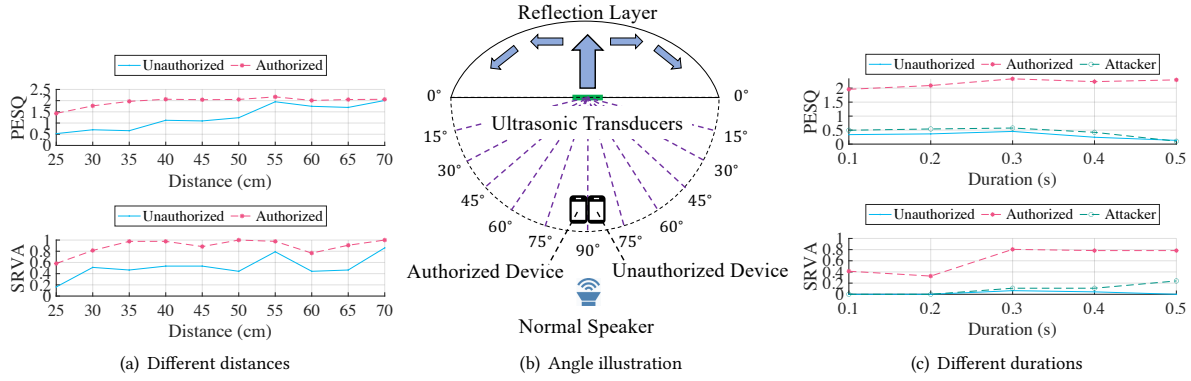 Unauthorized Authorized
PESQ
2.5
2
1.5
1
0.5
0
25 30 35 40 45 50 55 60 65 70
Distance (cm)
Unauthorized Authorized
SRVA
1
0.8
0.6
0.4
0.2
0
25 30 35 40 45 50 55 60 65 70
Distance (cm)
(a) Different distances
Reflection Layer
0° 0°
Ultrasonic Transducers
15° 15°
30° 30°
45° 45°
60° 60°
75° 75°
90°
Authorized Device Unauthorized Device
Normal Speaker
(b) Angle illustration
Unauthorized Authorized Attacker
PESQ
2
1.5
1
0.5
0
0.1 0.2 0.3 0.4 0.5
Duration (s)
Unauthorized Authorized Attacker
SRVA
1
0.8
0.6
0.4
0.2
0
0.1 0.2 0.3 0.4 0.5
Duration (s)
(c) Different durations